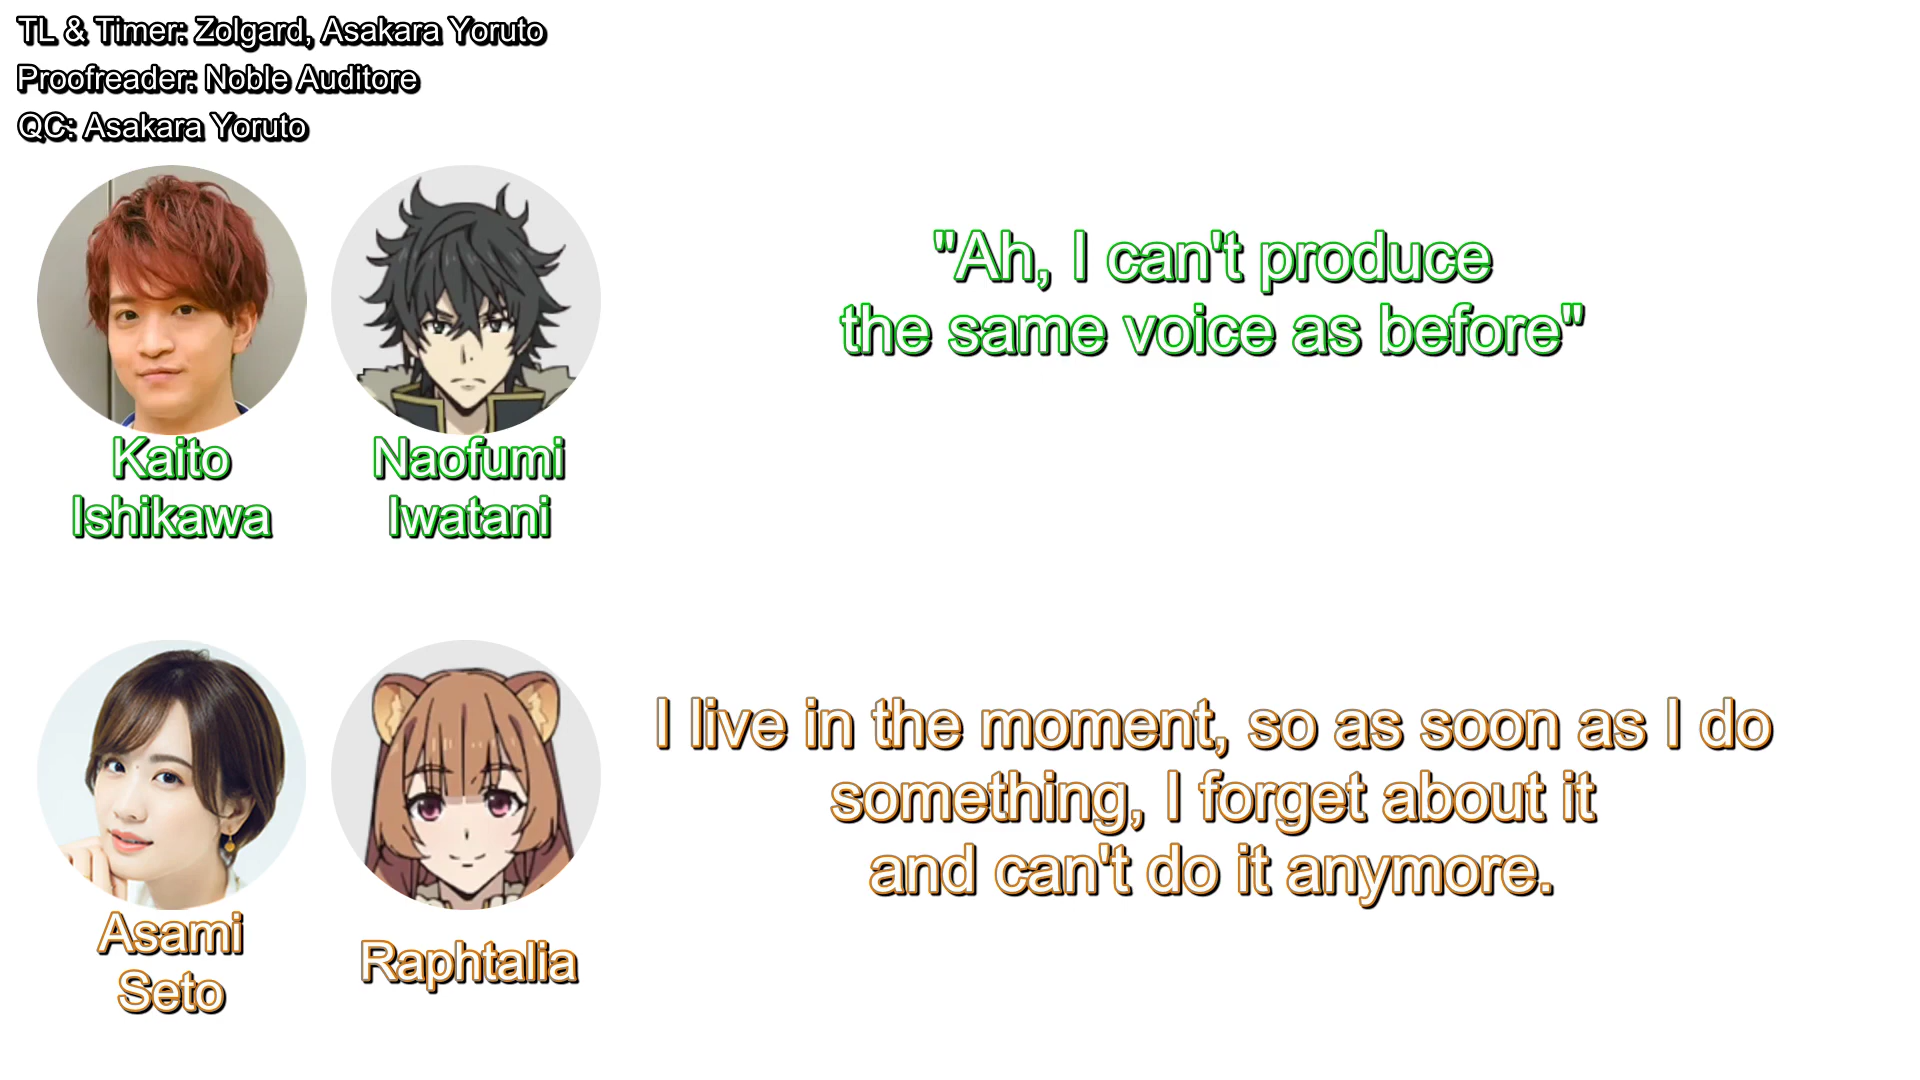 TL & Timer: Zolgard, Asakara Yoruto
Proofreader: Noble Auditore
QC: Asakara Yoruto
"Ah, I can't produce
the same voice as before"
Kaito
Ishikawa
Naofumi
Iwatani
I live in the moment, so as soon as I do
something, I forget about it
and can't do it anymore.
Asami
Seto
Raphtalia